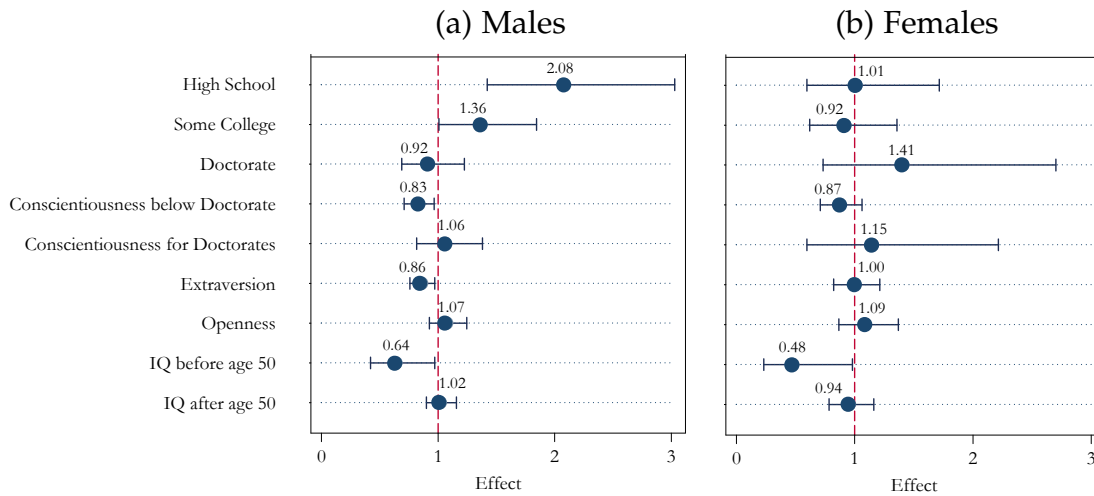 (a) Males
(b) Females
High School 2.08 1.01
Some College 1.36 0.92
Doctorate 0.92 1.41
Conscientiousness below Doctorate 0.83 0.87
Conscientiousness for Doctorates 1.06 1.15
Extraversion 0.86 1.00
Openness 1.07 1.09
IQ before age 50 0.64 0.48
IQ after age 50 1.02 0.94
0 1 2 3
0 1 2 3
Effect
Effect